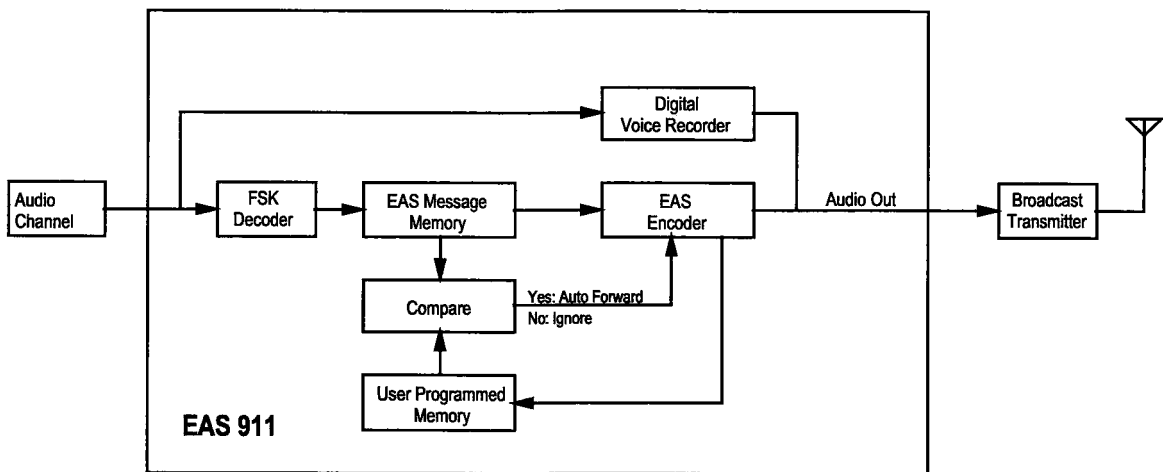 Digital
Voice Recorder
Audio
Channel
FSK
Decoder
EAS Message
Memory
EAS
Encoder
Audio Out
Broadcast
Transmitter
Compare
Yes: Auto Forward
No: Ignore
User Programmed
Memory
EAS 911